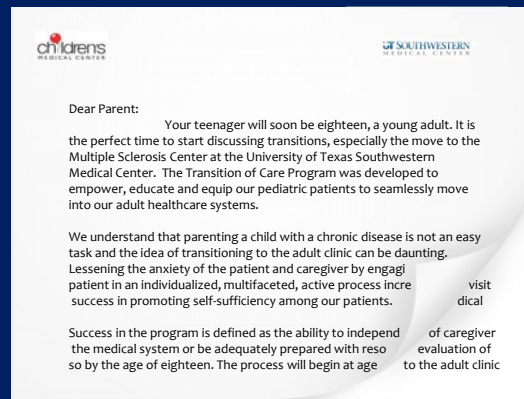 childrens
MEDICAL CENTER
UT SOUTHWESTERN
MEDICAL CENTER
Dear Parent:
Your teenager will soon be eighteen, a young adult. It is
the perfect time to start discussing transitions, especially the move to the
Multiple Sclerosis Center at the University of Texas Southwestern
Medical Center. The Transition of Care Program was developed to
empower, educate and equip our pediatric patients to seamlessly move
into our adult healthcare systems.
We understand that parenting a child with a chronic disease is not an easy
task and the idea of transitioning to the adult clinic can be daunting.
Lessening the anxiety of the patient and caregiver by engagi
patient in an individualized, multifaceted, active process incre visit
success in promoting self-sufficiency among our patients. dical
Success in the program is defined as the ability to independ of caregiver
the medical system or be adequately prepared with reso evaluation of
so by the age of eighteen. The process will begin at age to the adult clinic